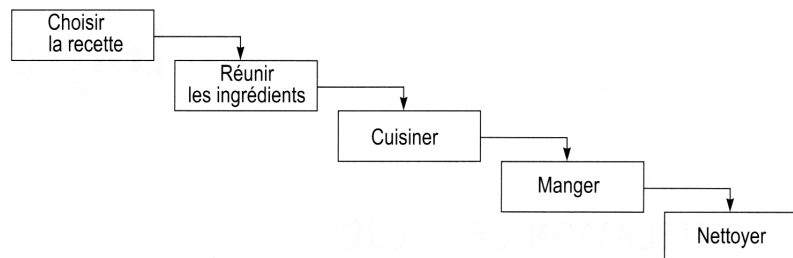 Choisir
la recette
Réunir
les ingrédients
Cuisiner
Manger
Nettoyer